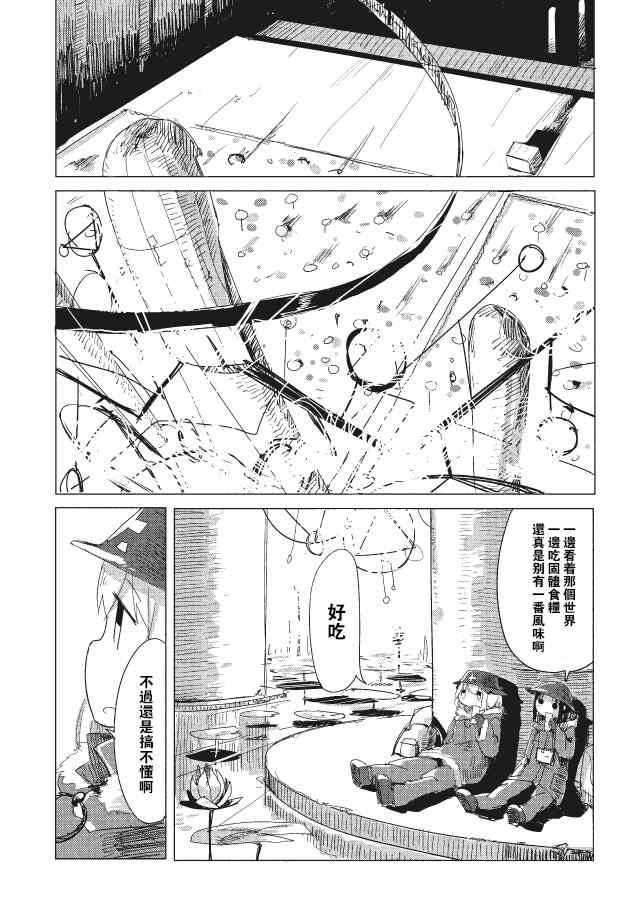 一邊看着那個世界
一邊吃固體食糧
還真是別有一番風味啊
好吃
不過還是搞不懂啊